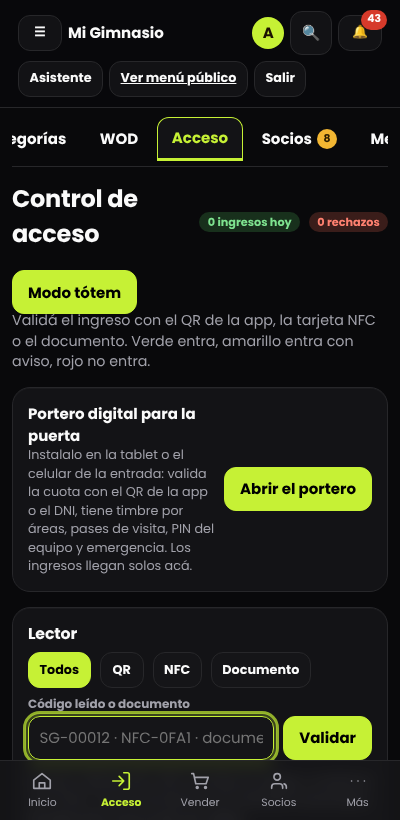 ☰ Mi Gimnasio A 43
Asistente Ver menú público Salir
egorías WOD Acceso Socios 8 Me
Control de
acceso
0 ingresos hoy 0 rechazos
Modo tótem
Validá el ingreso con el QR de la app, la tarjeta NFC
o el documento. Verde entra, amarillo entra con
aviso, rojo no entra.
Portero digital para la
puerta
Instalalo en la tablet o el
celular de la entrada: valida
la cuota con el QR de la app
o el DNI, tiene timbre por
áreas, pases de visita, PIN del
equipo y emergencia. Los
ingresos llegan solos acá.
Abrir el portero
Lector
Todos QR NFC Documento
Código leído o documento
SG-00012 · NFC-0FA1 · docume
Validar
Inicio Acceso Vender Socios Más